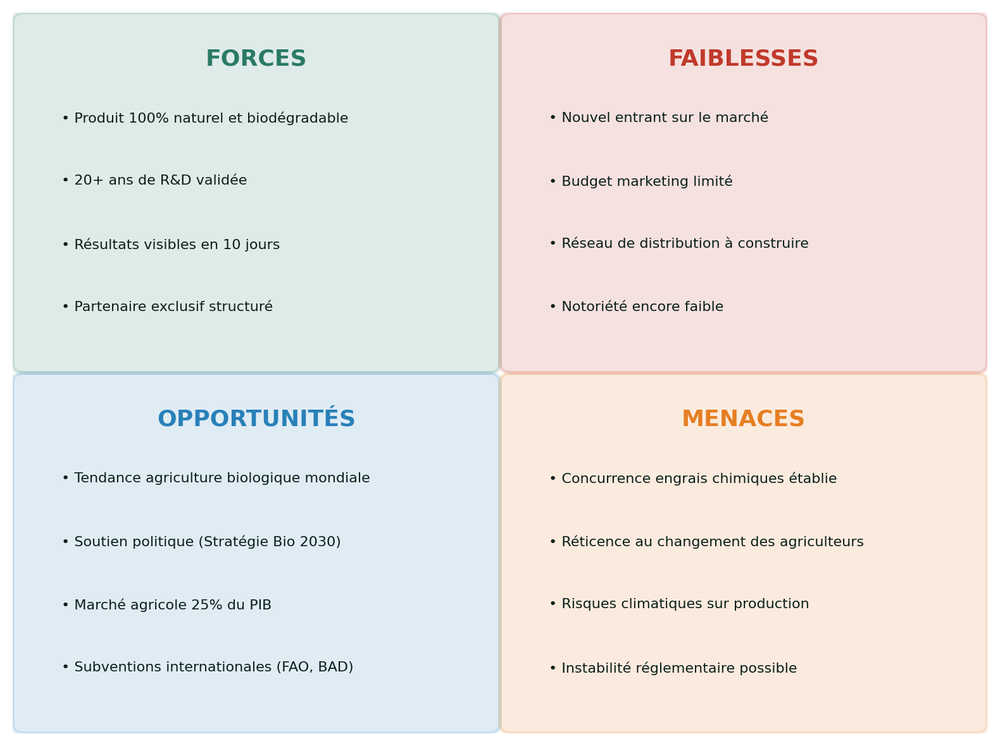 FORCES
• Produit 100% naturel et biodégradable
• 20+ ans de R&D validée
• Résultats visibles en 10 jours
• Partenaire exclusif structuré
FAIBLESSES
• Nouvel entrant sur le marché
• Budget marketing limité
• Réseau de distribution à construire
• Notoriété encore faible
OPPORTUNITÉS
• Tendance agriculture biologique mondiale
• Soutien politique (Stratégie Bio 2030)
• Marché agricole 25% du PIB
• Subventions internationales (FAO, BAD)
MENACES
• Concurrence engrais chimiques établie
• Réticence au changement des agriculteurs
• Risques climatiques sur production
• Instabilité réglementaire possible